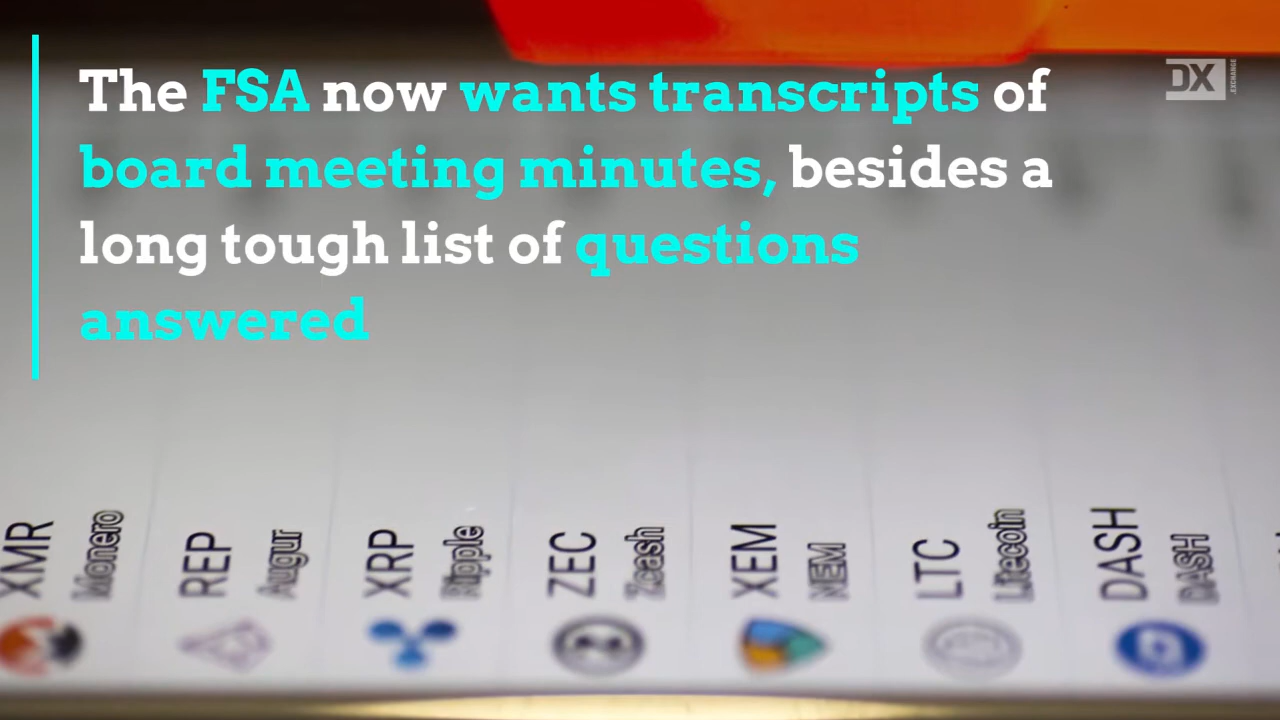 The FSA now wants transcripts of
board meeting minutes, besides a
long tough list of questions
answered
DX
.EXCHANGE
XMR
Monero
REP
Augur
XRP
Ripple
ZEC
Zcash
XEM
NEM
LTC
Litecoin
DASH
DASH